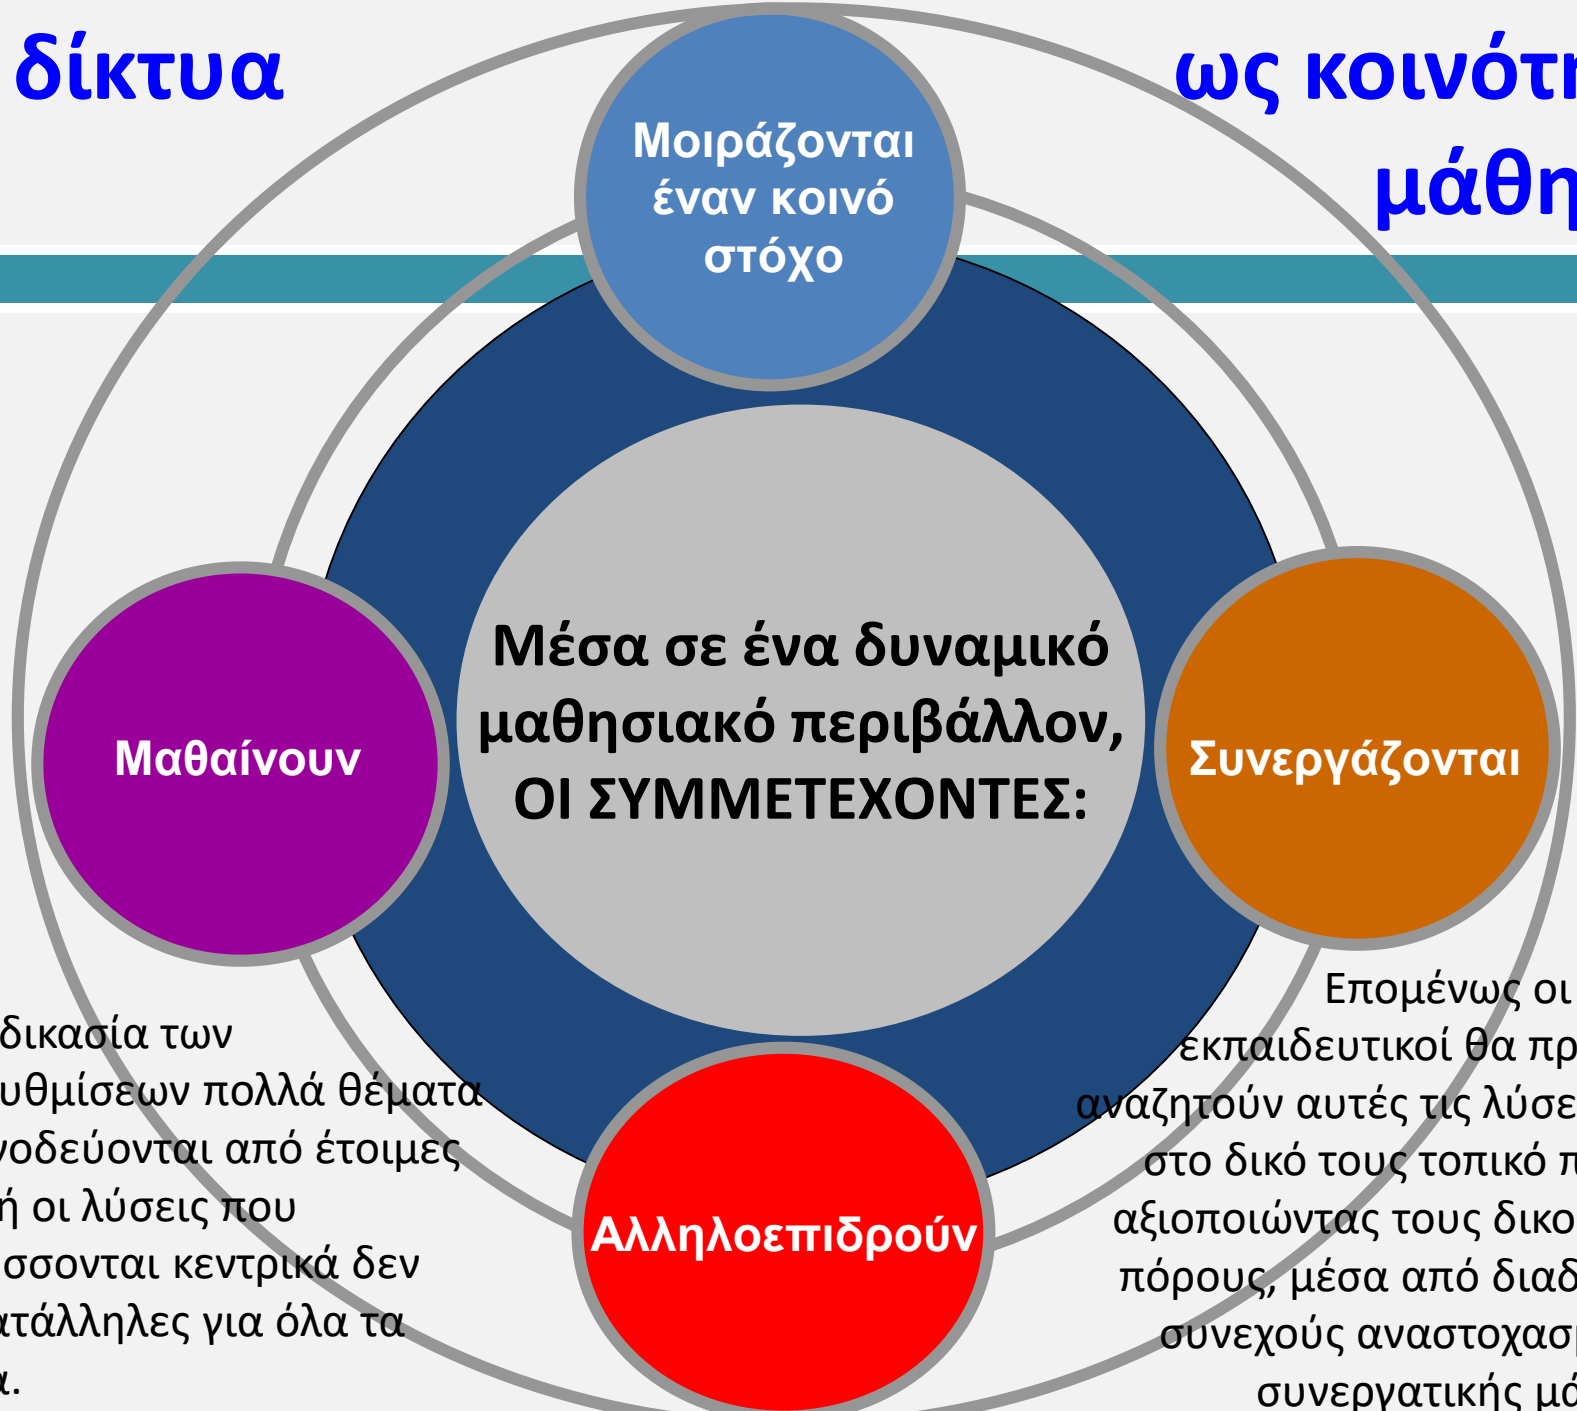 δίκτυα
ως
μάθη
Μοιράζονται
έναν κοινό
στόχο
Μέσα σε ένα δυναμικό
μαθησιακό περιβάλλον,
ΟΙ ΣΥΜΜΕΤΕΧΟΝΤΕΣ:
Μαθαίνουν
Συνεργάζονται
Αλληλοεπιδρούν
δικασία των
υθμίσεων πολλά θέματα
νοδεύονται από έτοιμες
ή οι λύσεις που
σσονται κεντρικά δεν
ατάλληλες για όλα τα
α.
Επομένως οι
εκπαιδευτικοί θα πρ
αναζητούν αυτές τις λύσε
στο δικό τους τοπικό π
αξιοποιώντας τους δικο
πόρους, μέσα από διαδ
συνεχούς αναστοχασμ
συνεργατικής μά